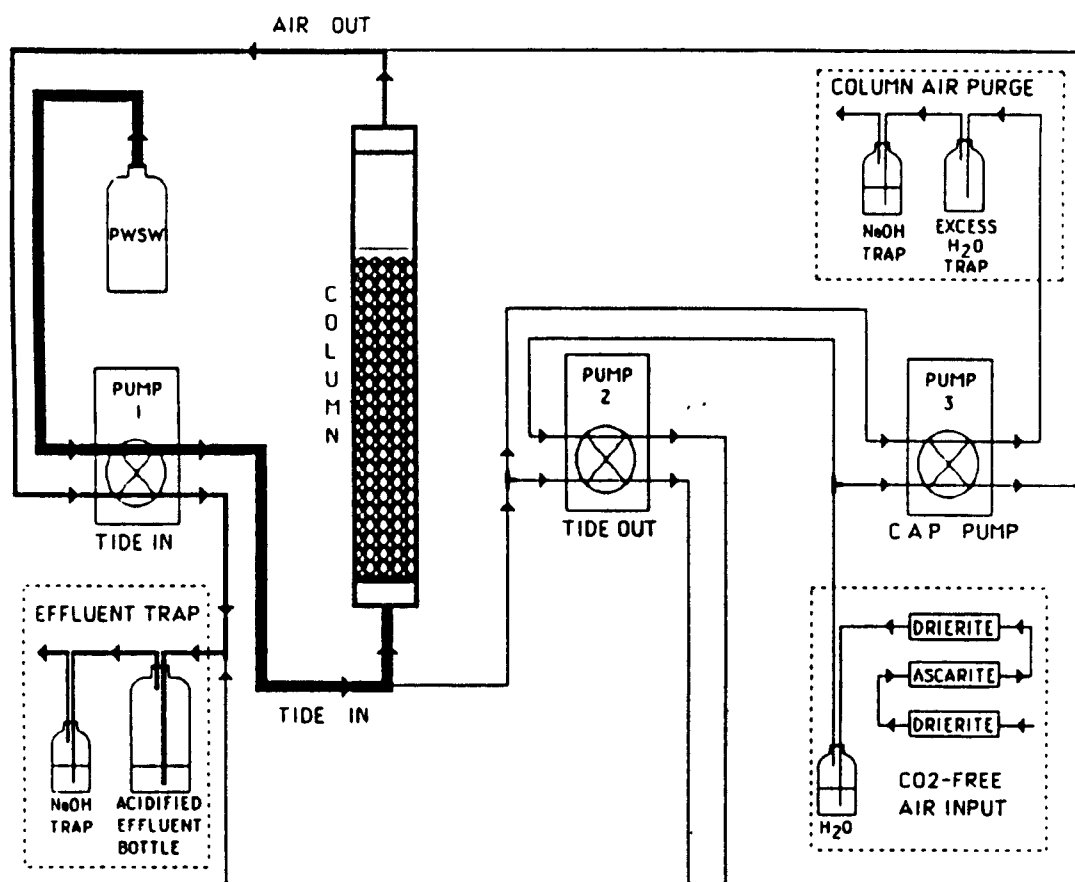 AIR OUT
COLUMN AIR PURGE
NaOH
TRAP
EXCESS
H2O
TRAP
PWSW
COLUMN
PUMP
1
TIDE IN
PUMP
2
TIDE OUT
PUMP
3
CAP PUMP
EFFLUENT TRAP
NaOH
TRAP
ACIDIFIED
EFFLUENT
BOTTLE
TIDE IN
DRIERITE
ASCARITE
DRIERITE
H2O
CO2-FREE
AIR INPUT